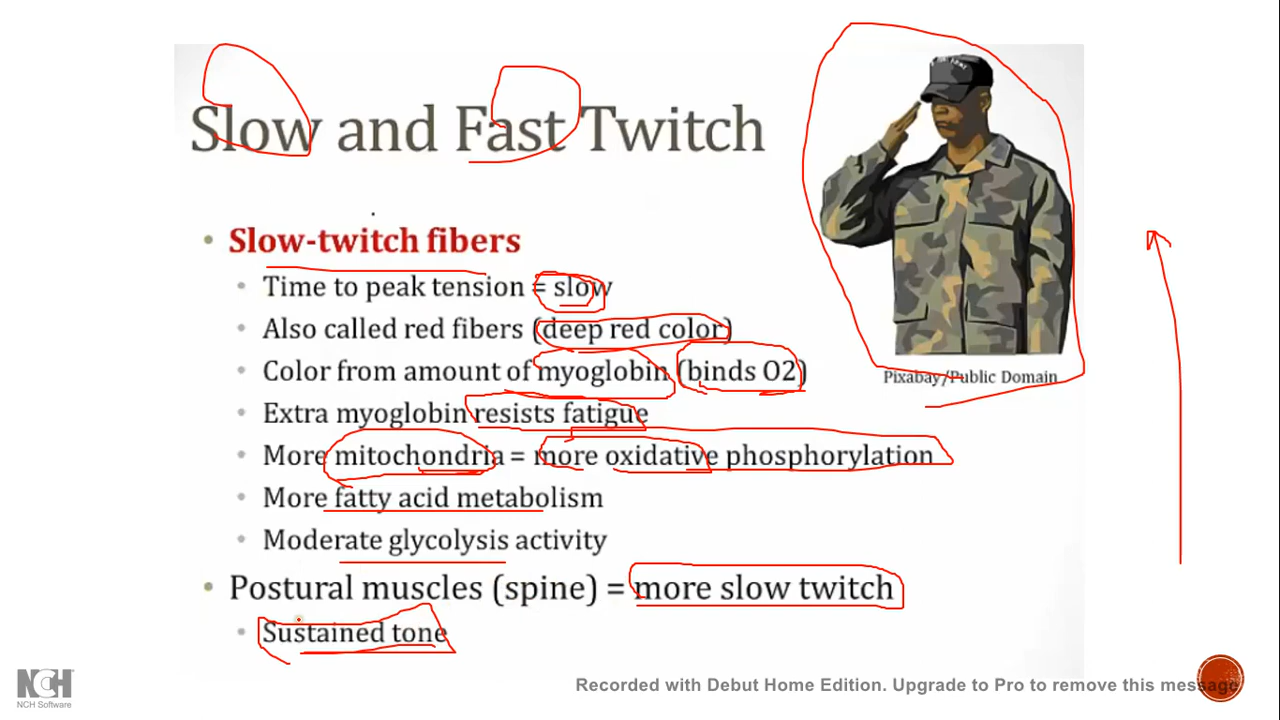 Slow and Fast Twitch
• Slow-twitch fibers
• Time to peak tension = slow
• Also called red fibers (deep red color)
• Color from amount of myoglobin (binds O2)
Pixabay/Public Domain
• Extra myoglobin resists fatigue
• More mitochondria = more oxidative phosphorylation
• More fatty acid metabolism
• Moderate glycolysis activity
• Postural muscles (spine) = more slow twitch
• Sustained tone
NCH
NCH Software
Recorded with Debut Home Edition. Upgrade to Pro to remove this message